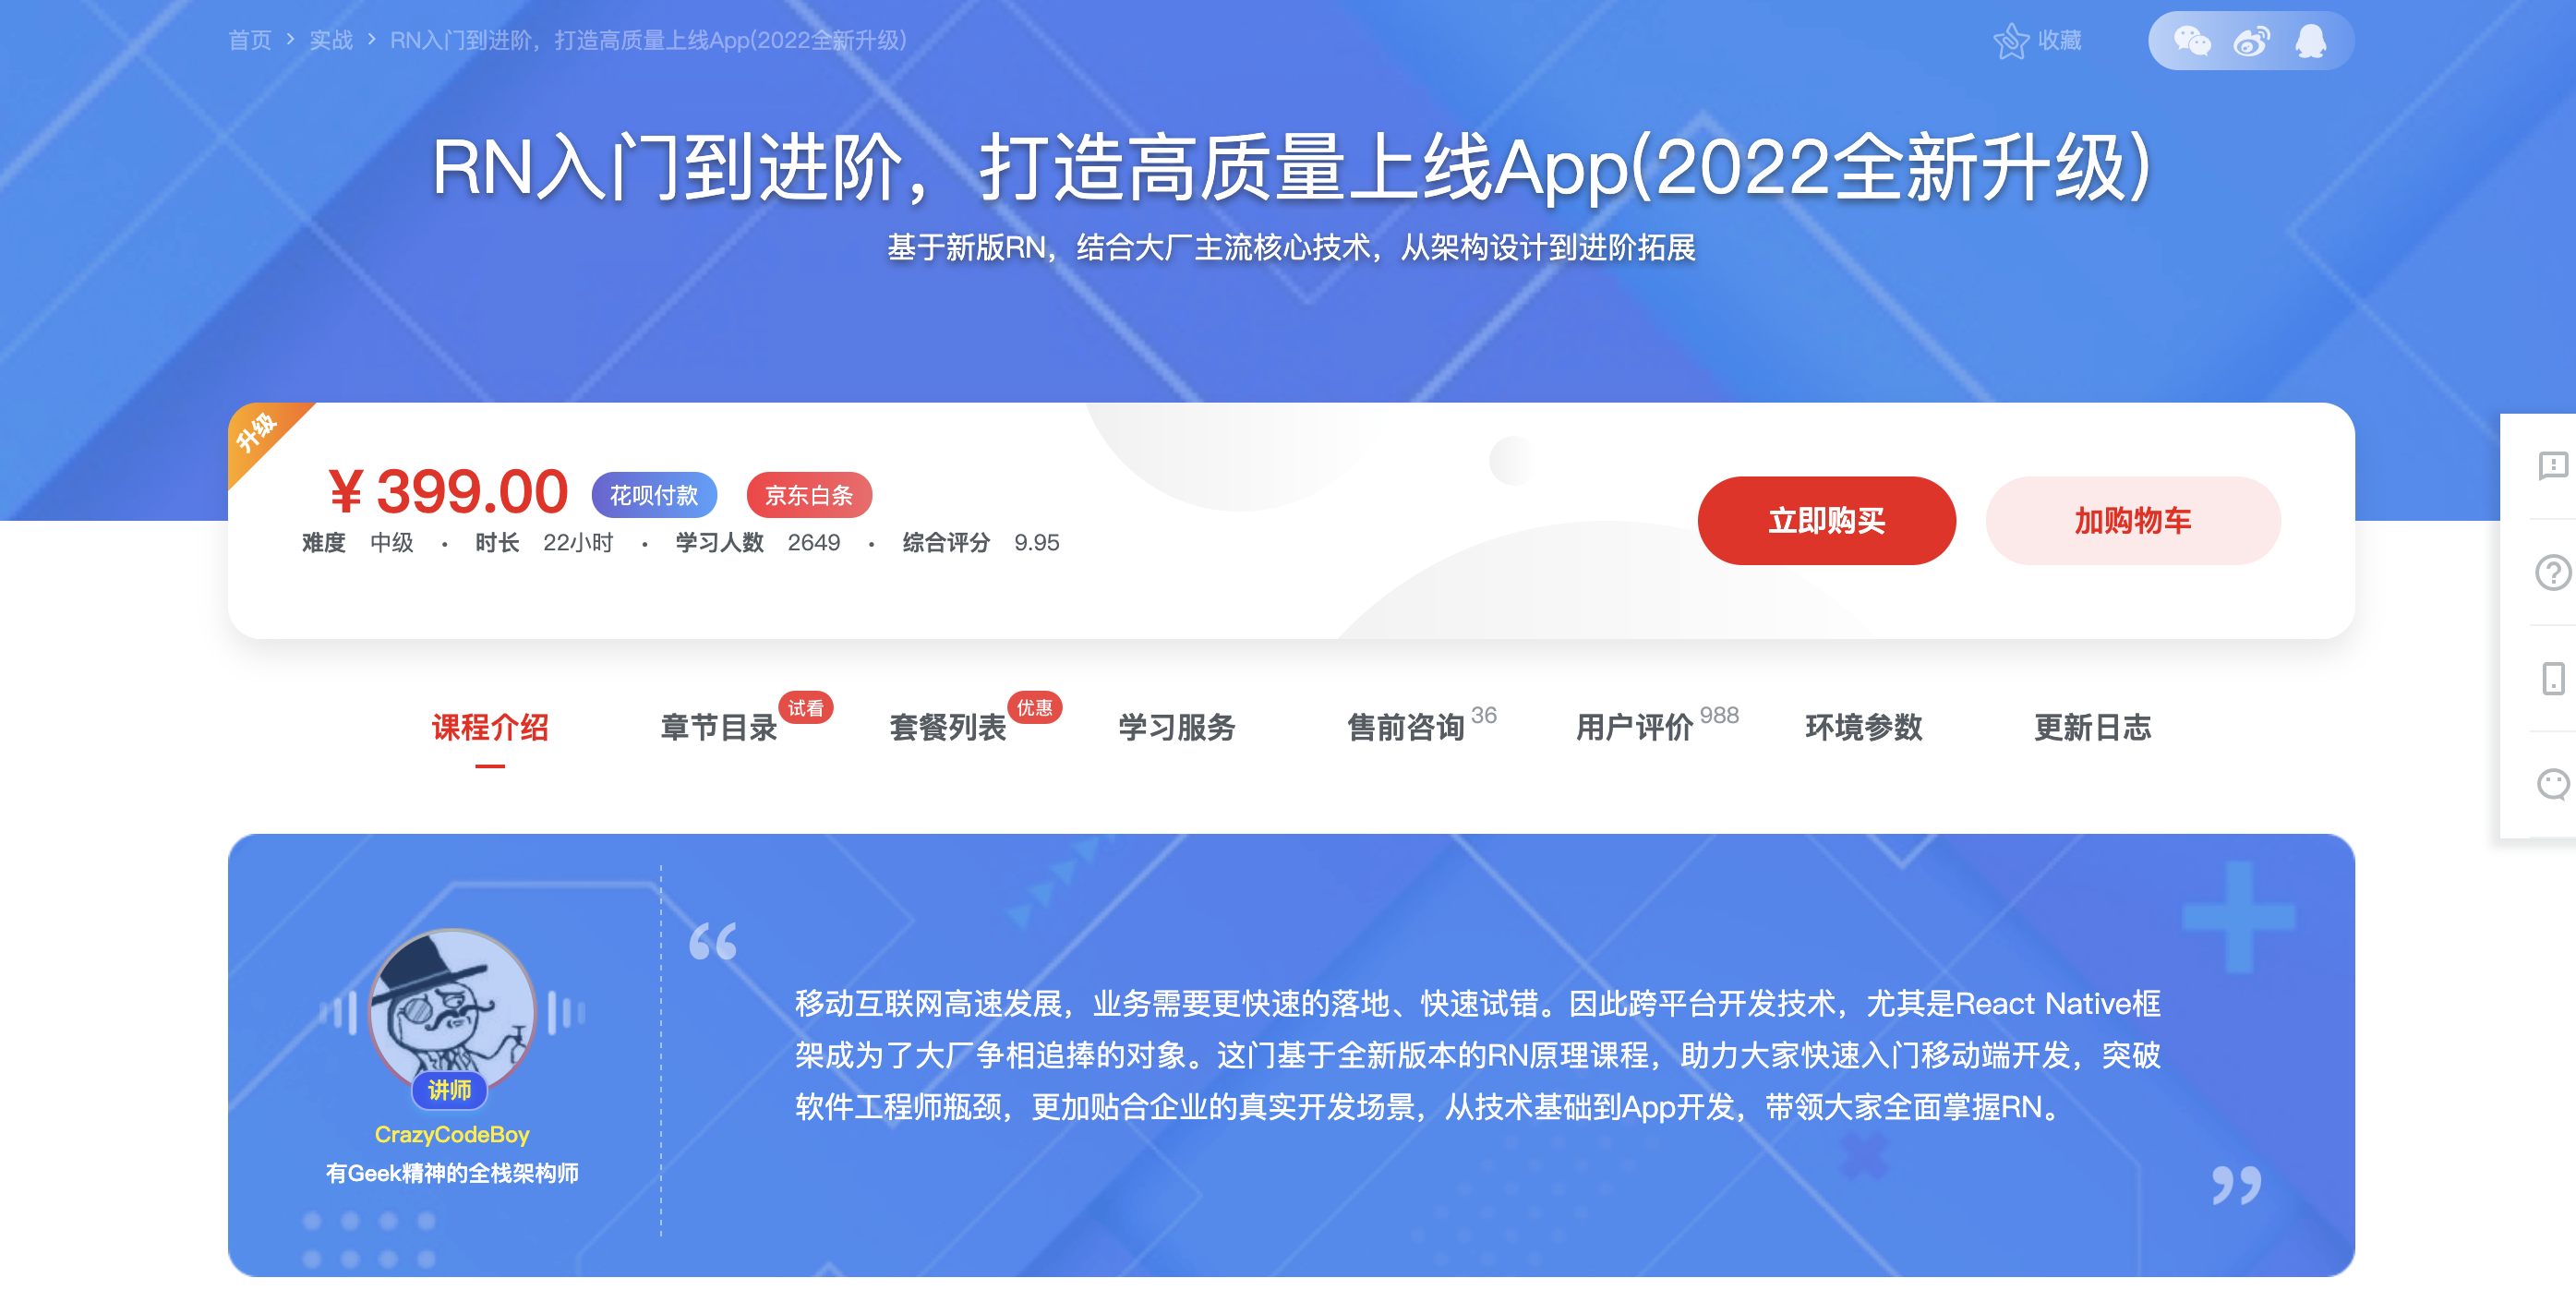 首页 > 实战 > RN入门到进阶，打造高质量上线App(2022全新升级)
收藏
RN入门到进阶，打造高质量上线App(2022全新升级)
基于新版RN，结合大厂主流核心技术，从架构设计到进阶拓展
升级
¥ 399.00 花呗付款 京东白条
难度 中级 · 时长 22小时 · 学习人数 2649 · 综合评分 9.95
立即购买 加购物车
课程介绍 章节目录 试看 套餐列表 优惠 学习服务 售前咨询 36 用户评价 988 环境参数 更新日志
“
移动互联网高速发展，业务需要更快速的落地、快速试错。因此跨平台开发技术，尤其是React Native框
架成为了大厂争相追捧的对象。这门基于全新版本的RN原理课程，助力大家快速入门移动端开发，突破
软件工程师瓶颈，更加贴合企业的真实开发场景，从技术基础到App开发，带领大家全面掌握RN。
”
讲师
CrazyCodeBoy
有Geek精神的全栈架构师